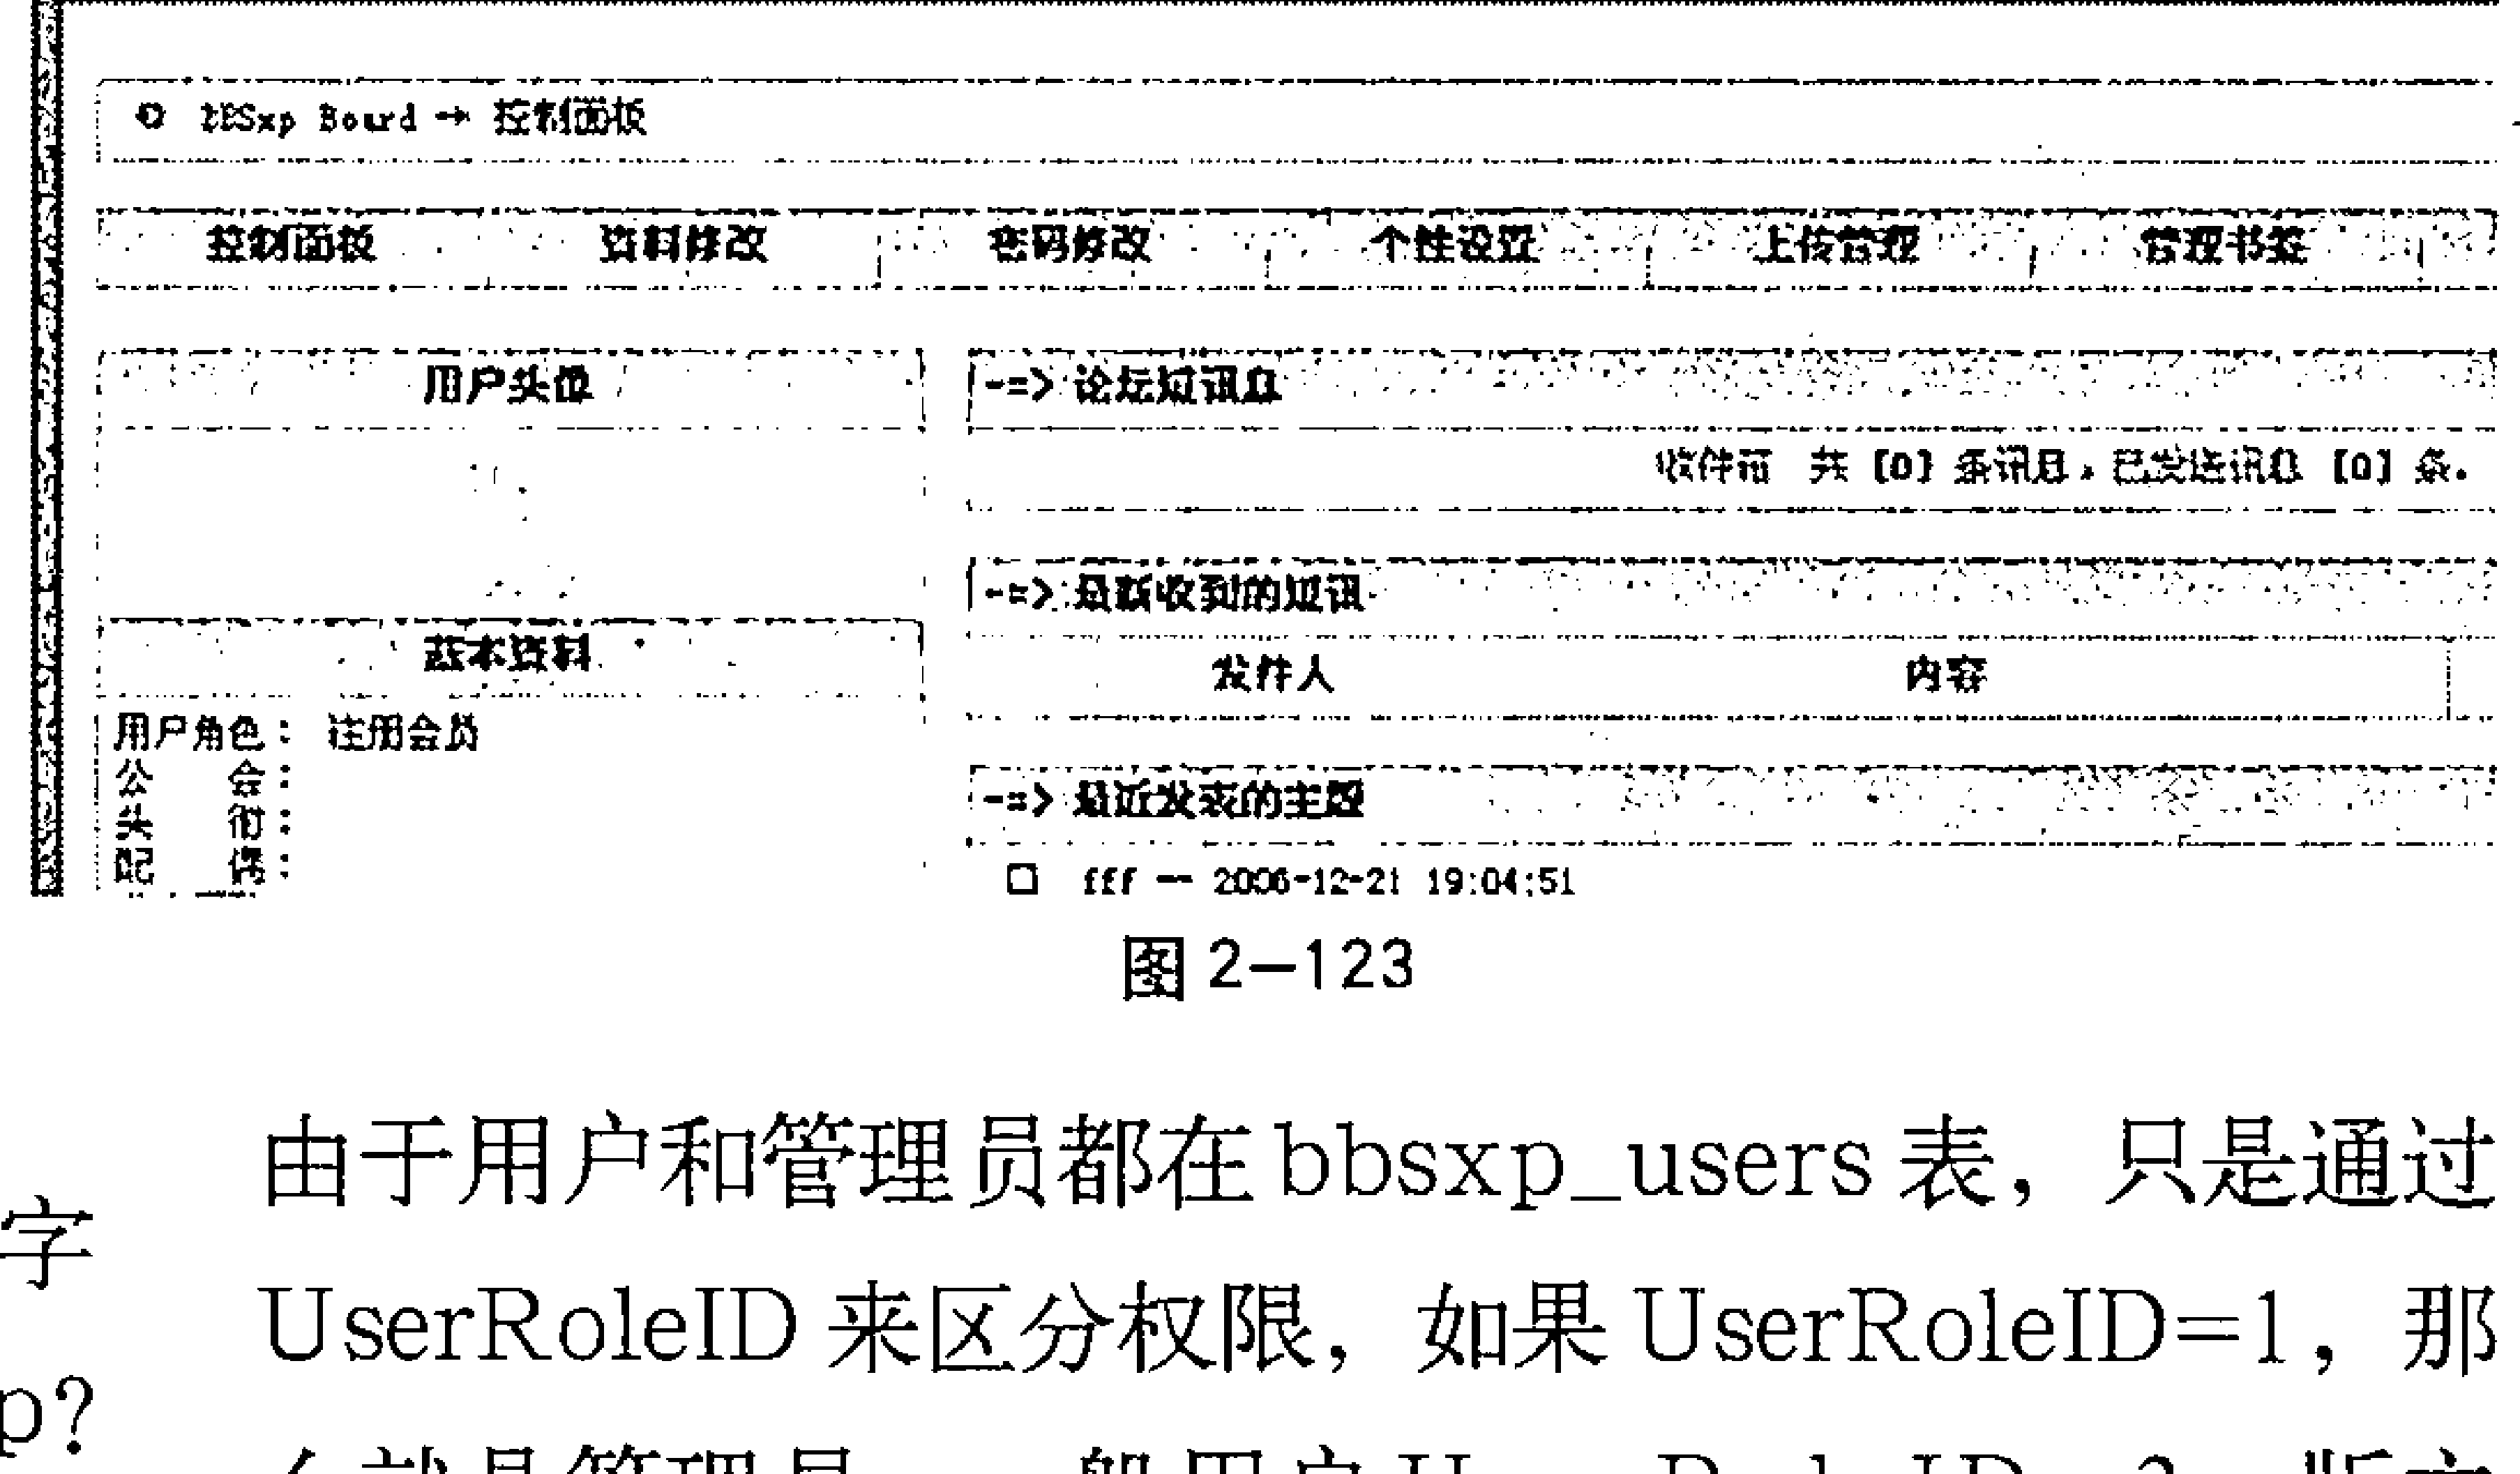 BBSxp Board → 控制面板
控制面板 资料修改 密码修改 个性设置 上传管理 管理书签
用户头像
-=> 论坛短讯息
收件箱 共 [0] 条讯息，已发送讯息 [0] 条。
-=> 最新收到的短讯
基本资料
发件人 内容
用户角色： 注册会员
公 会：
头 衔：
配 偶：
-=> 最近发表的主题
fff -- 2006-12-21 19:04:51
图 2—123
由于用户和管理员都在 bbsxp_users 表，只是通过
字
UserRoleID 来区分权限，如果 UserRoleID=1，那
p?